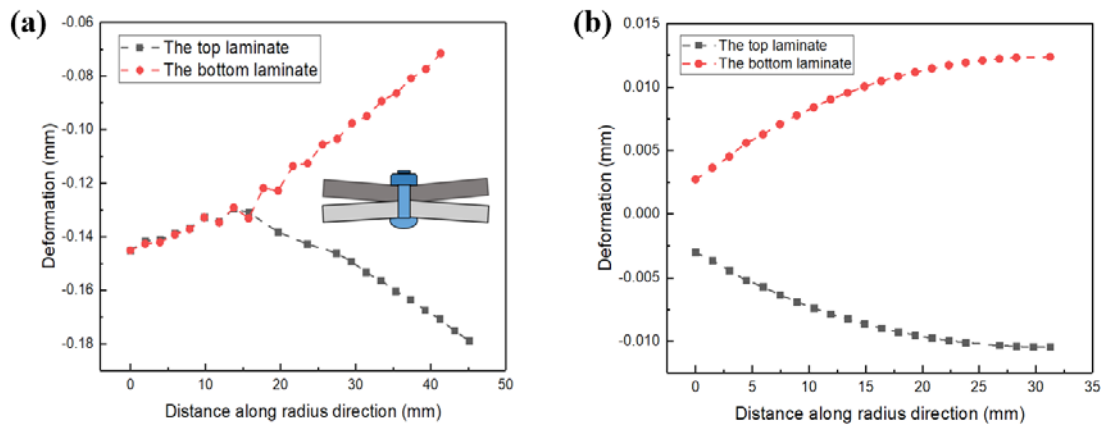 (a)
-0.06
-0.08
-0.10
-0.12
-0.14
-0.16
-0.18
Deformation (mm)
The top laminate
The bottom laminate
0 10 20 30 40 50
Distance along radius direction (mm)
(b)
0.015
0.010
0.005
0.000
-0.005
-0.010
Deformation (mm)
The top laminate
The bottom laminate
0 5 10 15 20 25 30 35
Distance along radius direction (mm)